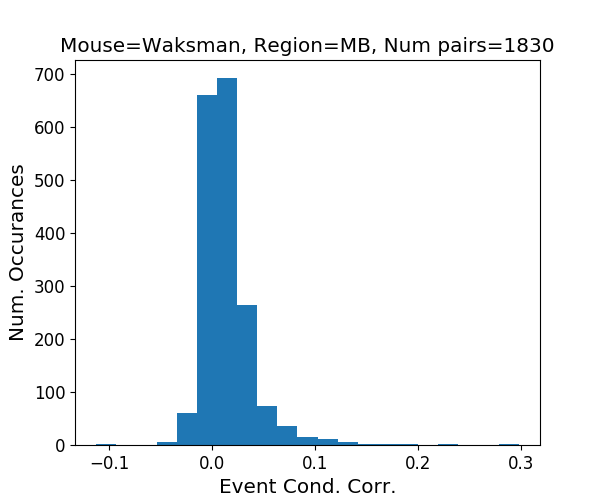 Mouse=Waksman, Region=MB, Num pairs=1830
700
600
500
400
300
200
100
0
Num. Occurances
−0.1 0.0 0.1 0.2 0.3
Event Cond. Corr.